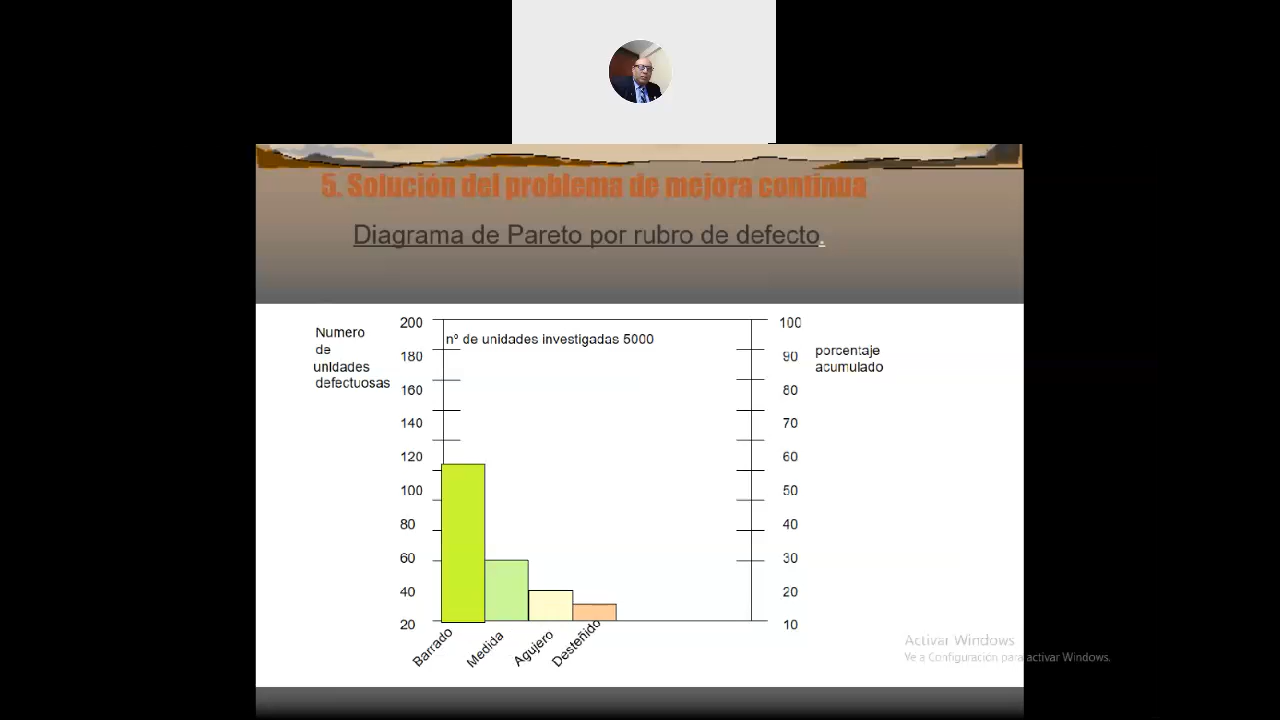 5. Solución del problema de mejora continua
Diagrama de Pareto por rubro de defecto.
Numero
de
unidades
defectuosas
200
180
160
140
120
100
80
60
40
20
nº de unidades investigadas 5000
100
90
80
70
60
50
40
30
20
10
porcentaje
acumulado
Barrado
Medida
Agujero
Desteñido
Activar Windows
Ve a Configuración para activar Windows.